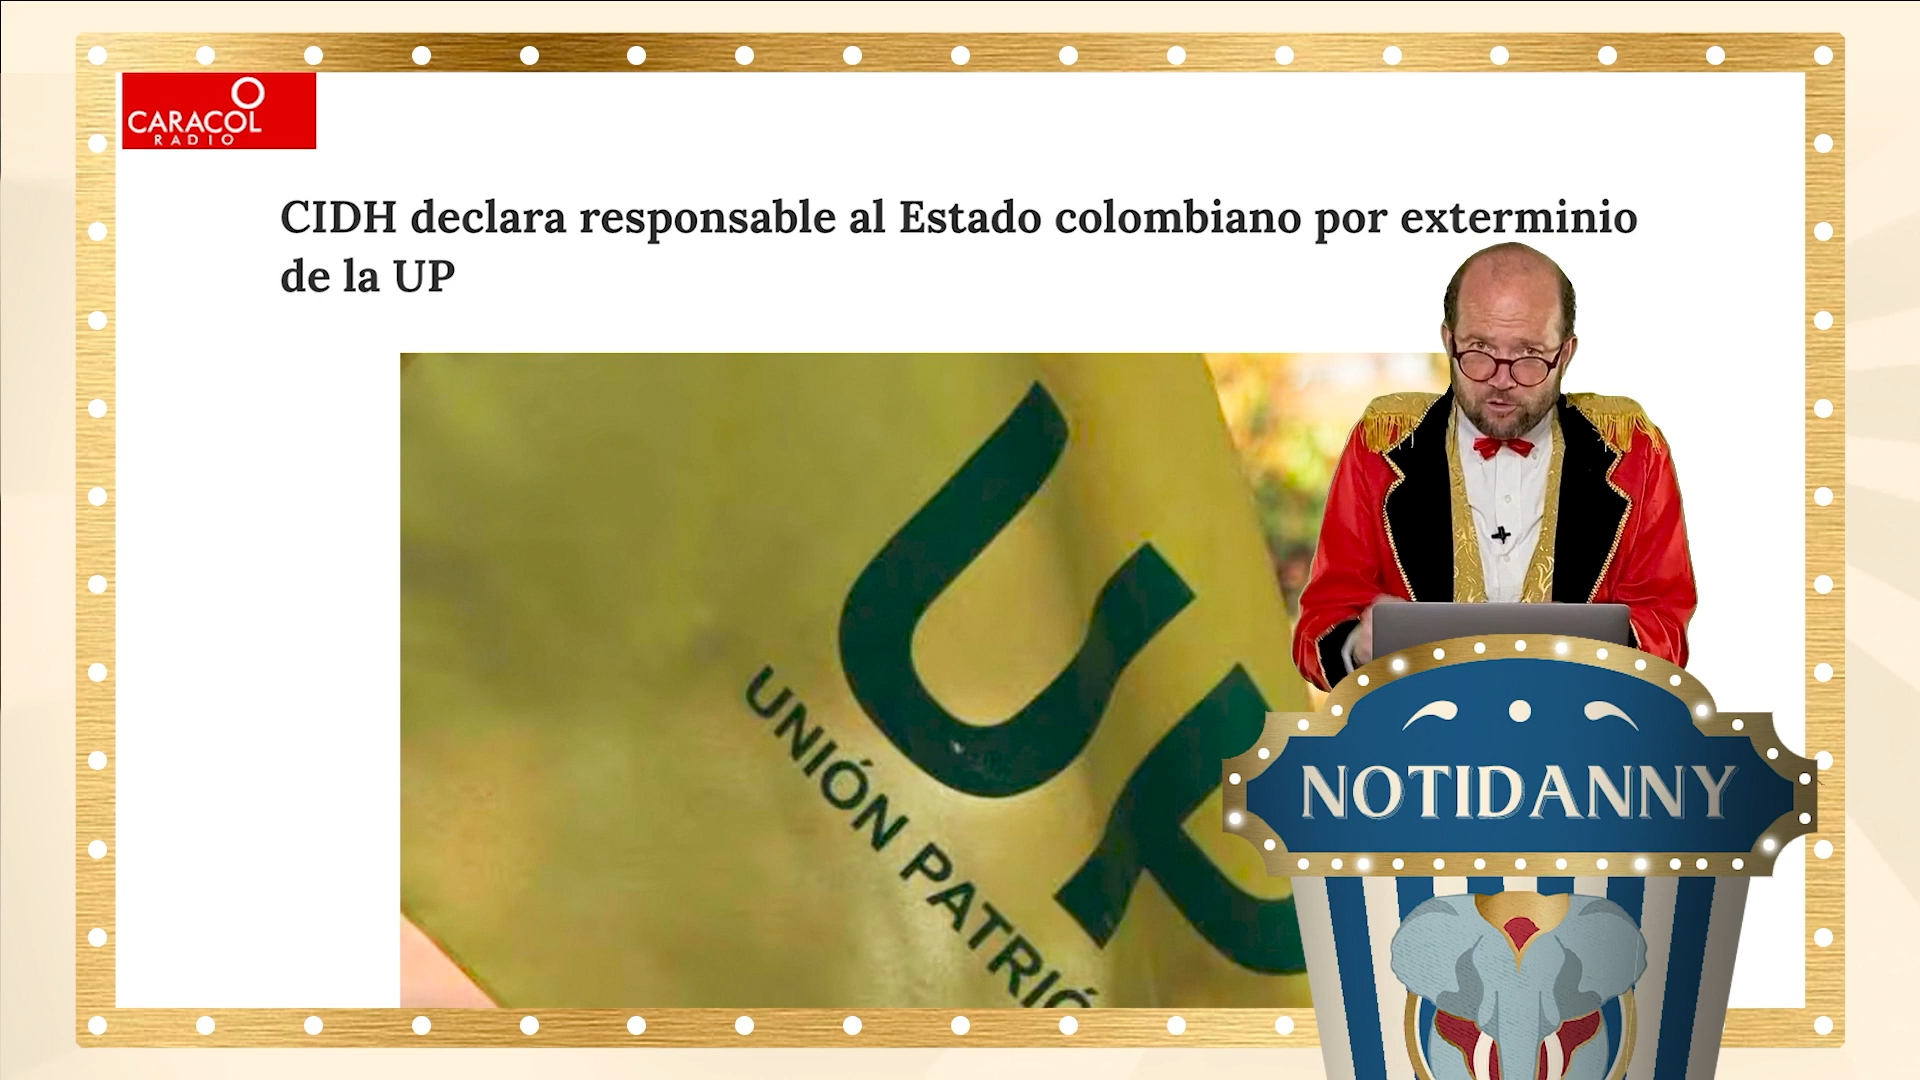 CARACOL
RADIO
CIDH declara responsable al Estado colombiano por exterminio
de la UP
UP
UNIÓN PATRIÓ
NOTIDANNY